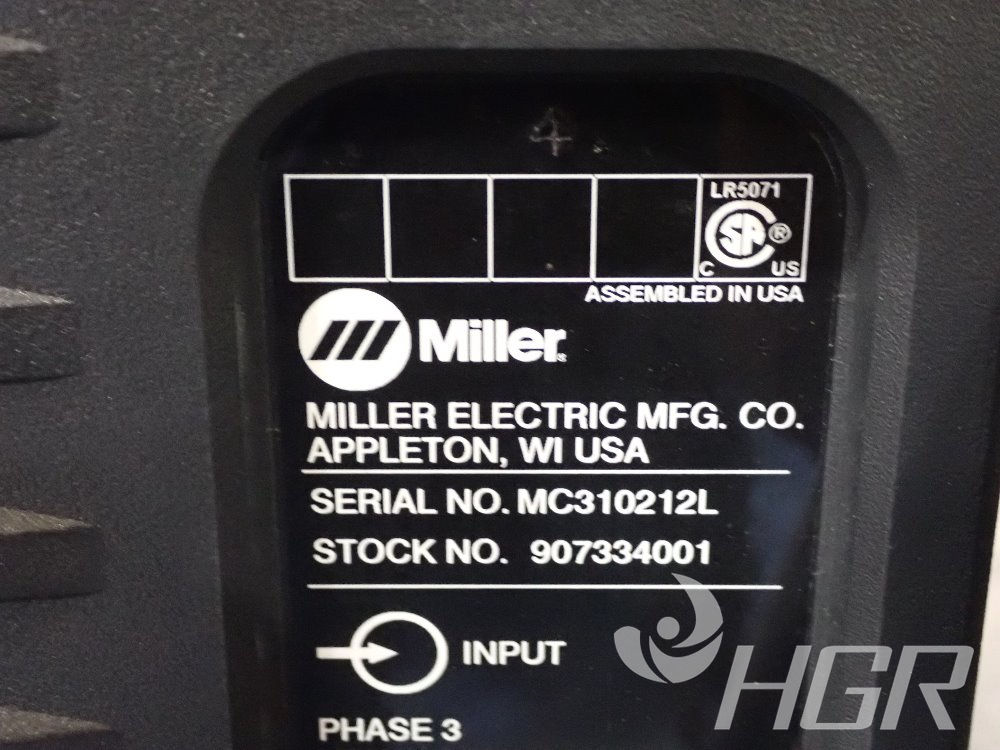 4
LR5071
SP®
C US
ASSEMBLED IN USA
Miller®
MILLER ELECTRIC MFG. CO.
APPLETON, WI USA
SERIAL NO. MC310212L
STOCK NO. 907334001
INPUT
PHASE 3
HGR